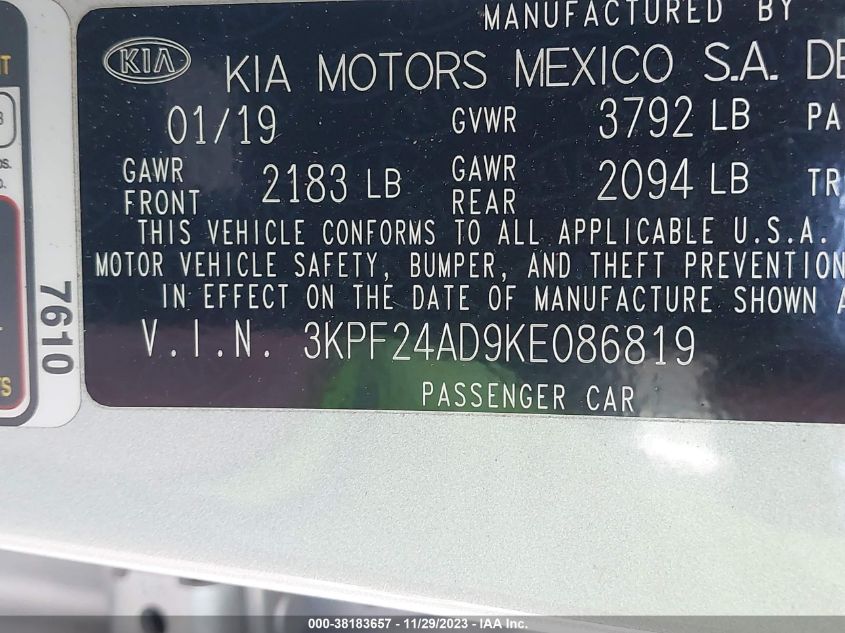 MANUFACTURED BY
KIA KIA MOTORS MEXICO S.A. DE
01/19 GVWR 3792 LB PA
GAWR FRONT 2183 LB GAWR REAR 2094 LB TR
THIS VEHICLE CONFORMS TO ALL APPLICABLE U.S.A.
MOTOR VEHICLE SAFETY, BUMPER, AND THEFT PREVENTION
IN EFFECT ON THE DATE OF MANUFACTURE SHOWN A
V.I.N. 3KPF24AD9KE086819
PASSENGER CAR
7610
000-38183657 - 11/29/2023 - IAA Inc.